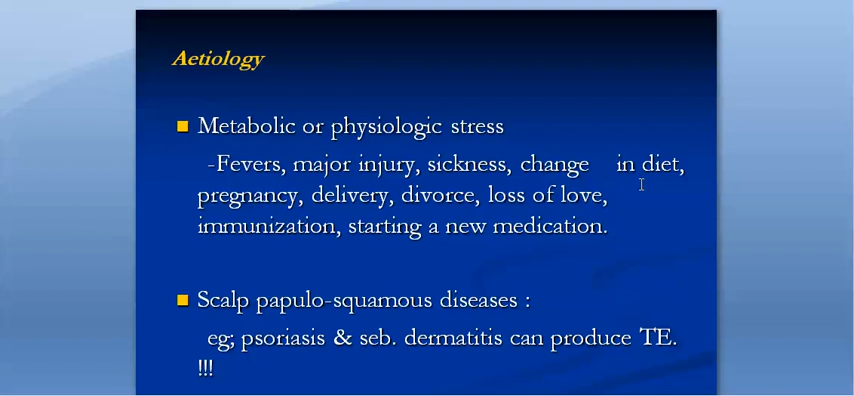 Aetiology
Metabolic or physiologic stress
-Fevers, major injury, sickness, change in diet,
pregnancy, delivery, divorce, loss of love,
immunization, starting a new medication.
Scalp papulo-squamous diseases :
eg; psoriasis & seb. dermatitis can produce TE.
!!!